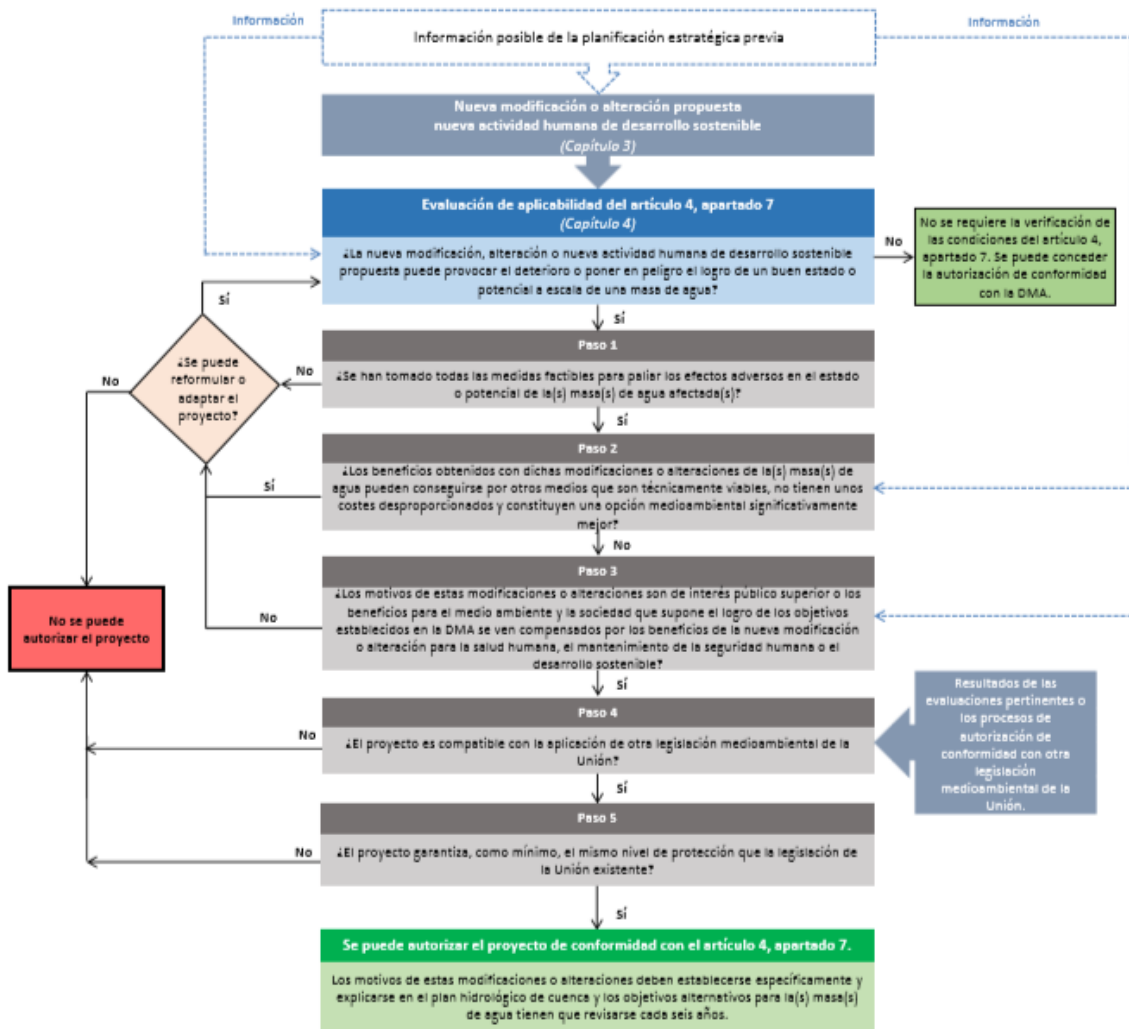 Información
Información
Información posible de la planificación estratégica previa
Nueva modificación o alteración propuesta
nueva actividad humana de desarrollo sostenible
(Capítulo 3)
Evaluación de aplicabilidad del artículo 4, apartado 7
(Capítulo 4)
¿La nueva modificación, alteración o nueva actividad humana de desarrollo sostenible
propuesta puede provocar el deterioro o poner en peligro el logro de un buen estado o
potencial a escala de una masa de agua?
No
No se requiere la verificación de
las condiciones del artículo 4,
apartado 7. Se puede conceder
la autorización de conformidad
con la DMA.
Sí
Sí
Paso 1
¿Se han tomado todas las medidas factibles para paliar los efectos adversos en el estado
o potencial de la(s) masa(s) de agua afectada(s)?
No
¿Se puede
reformular o
adaptar el
proyecto?
No
Sí
Paso 2
¿Los beneficios obtenidos con dichas modificaciones o alteraciones de la(s) masa(s) de
agua pueden conseguirse por otros medios que son técnicamente viables, no tienen unos
costes desproporcionados y constituyen una opción medioambiental significativamente
mejor?
Sí
No
Paso 3
¿Los motivos de estas modificaciones o alteraciones son de interés público superior o los
beneficios para el medio ambiente y la sociedad que supone el logro de los objetivos
establecidos en la DMA se ven compensados por los beneficios de la nueva modificación
o alteración para la salud humana, el mantenimiento de la seguridad humana o el
desarrollo sostenible?
No
No se puede
autorizar el proyecto
Sí
Paso 4
¿El proyecto es compatible con la aplicación de otra legislación medioambiental de la
Unión?
No
Resultados de las
evaluaciones pertinentes o
los procesos de
autorización de
conformidad con otra
legislación
medioambiental de la
Unión.
Sí
Paso 5
¿El proyecto garantiza, como mínimo, el mismo nivel de protección que la legislación de
la Unión existente?
No
Sí
Se puede autorizar el proyecto de conformidad con el artículo 4, apartado 7.
Los motivos de estas modificaciones o alteraciones deben establecerse específicamente y
explicarse en el plan hidrológico de cuenca y los objetivos alternativos para la(s) masa(s)
de agua tienen que revisarse cada seis años.